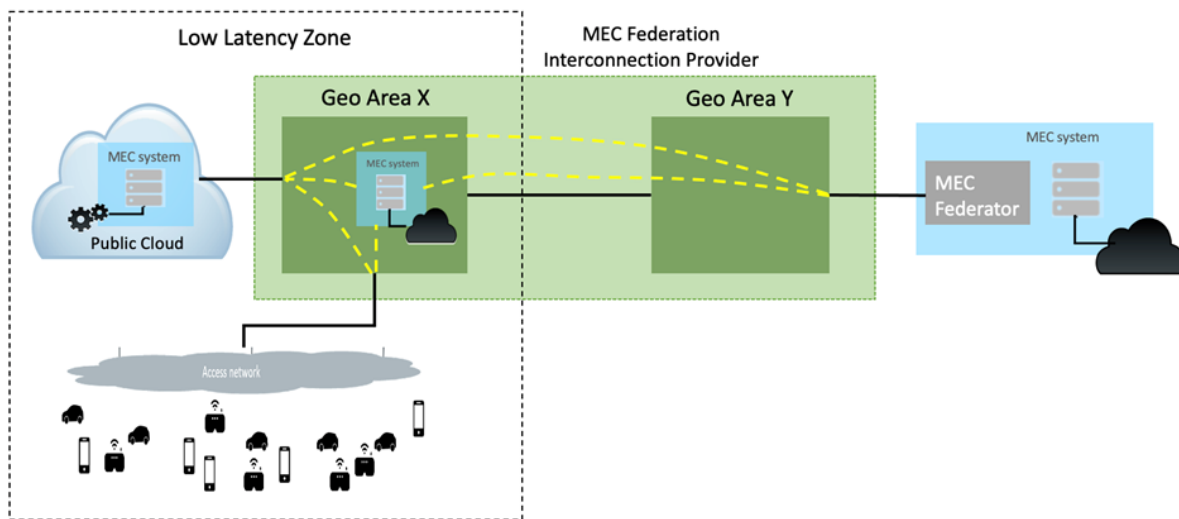 Low Latency Zone
MEC Federation
Interconnection Provider
Geo Area X
Geo Area Y
MEC system
Public Cloud
MEC system
MEC system
MEC
Federator
Access network